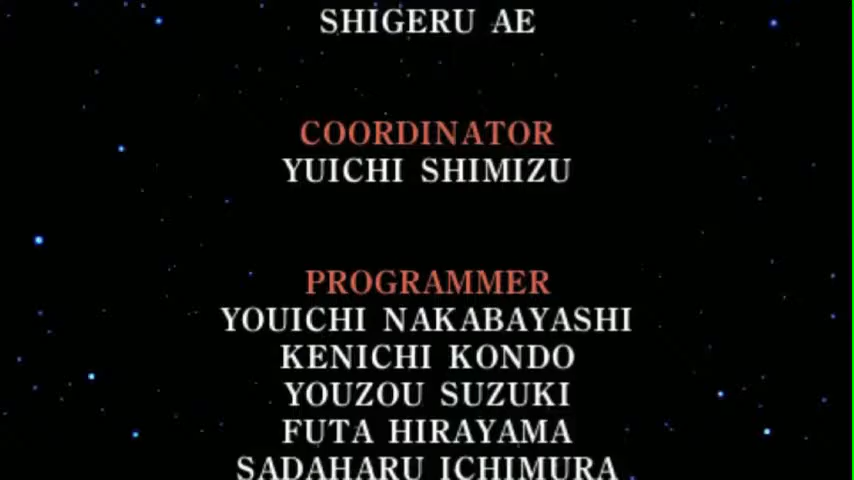 SHIGERU AE
COORDINATOR
YUICHI SHIMIZU
PROGRAMMER
YOUICHI NAKABAYASHI
KENICHI KONDO
YOUZOU SUZUKI
FUTA HIRAYAMA
SADAHARU ICHIMURA